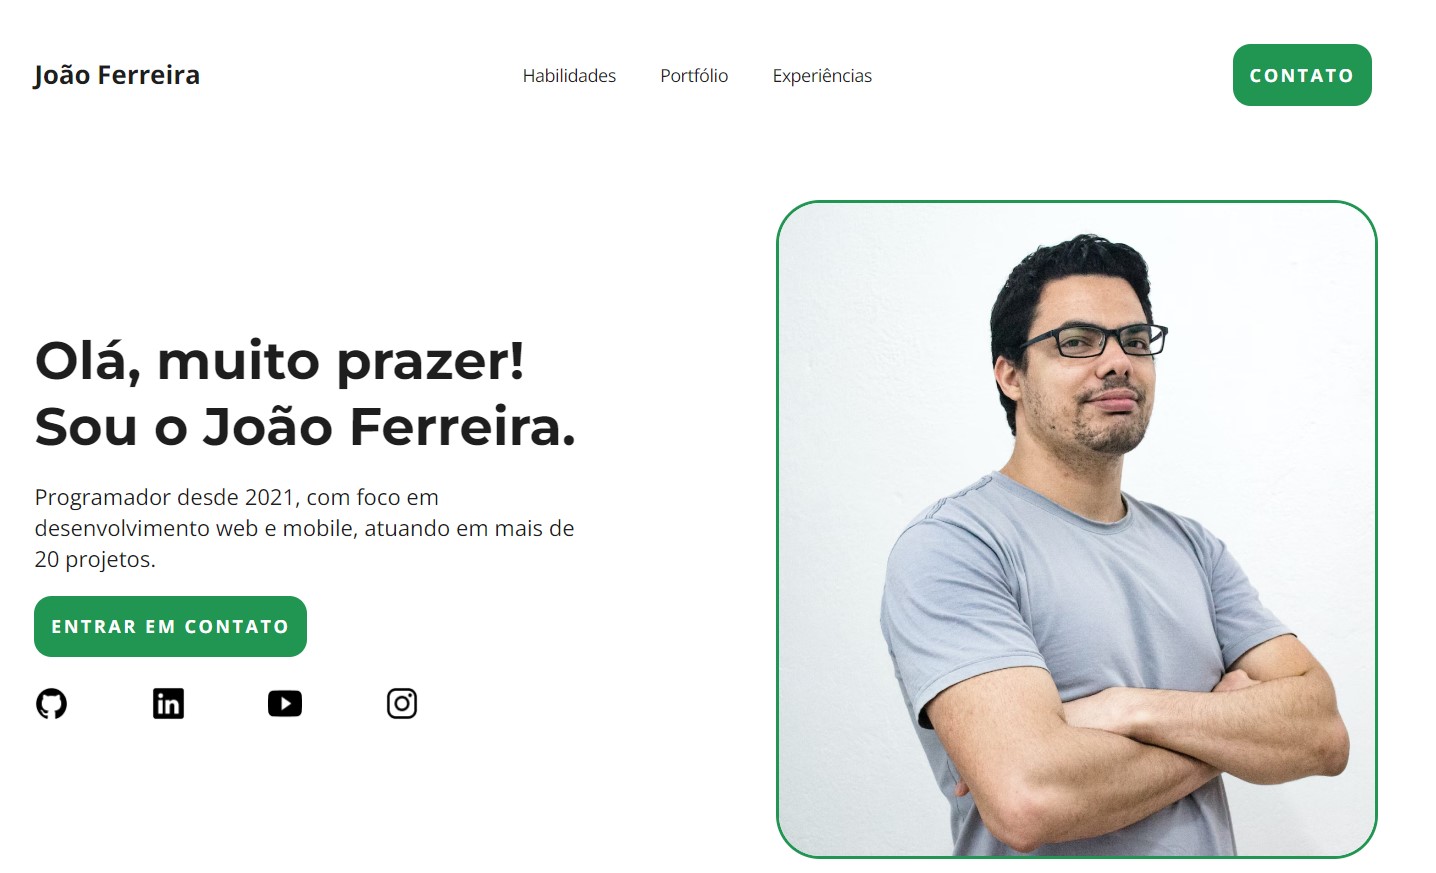 João Ferreira
Habilidades
Portfólio
Experiências
CONTATO
Olá, muito prazer!
Sou o João Ferreira.
Programador desde 2021, com foco em
desenvolvimento web e mobile, atuando em mais de
20 projetos.
ENTRAR EM CONTATO
in